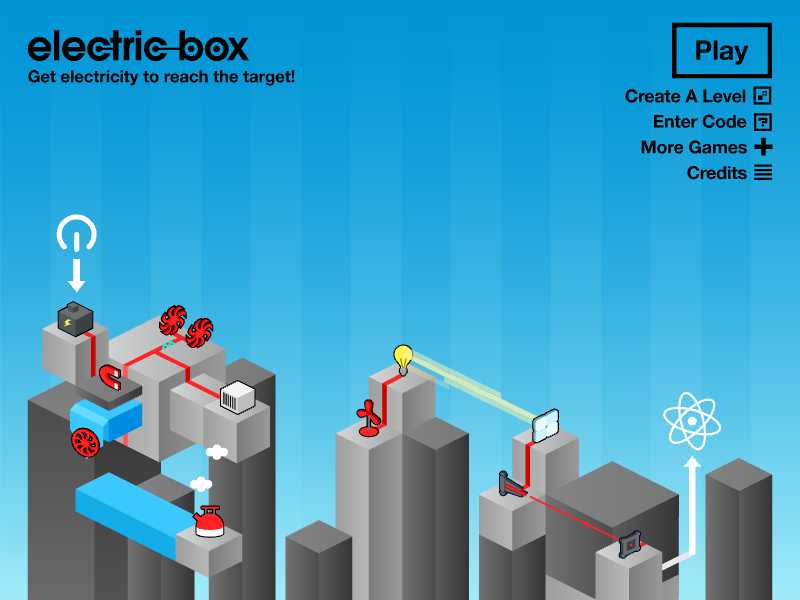 electric box
Get electricity to reach the target!
Play
Create A Level
Enter Code
More Games
Credits